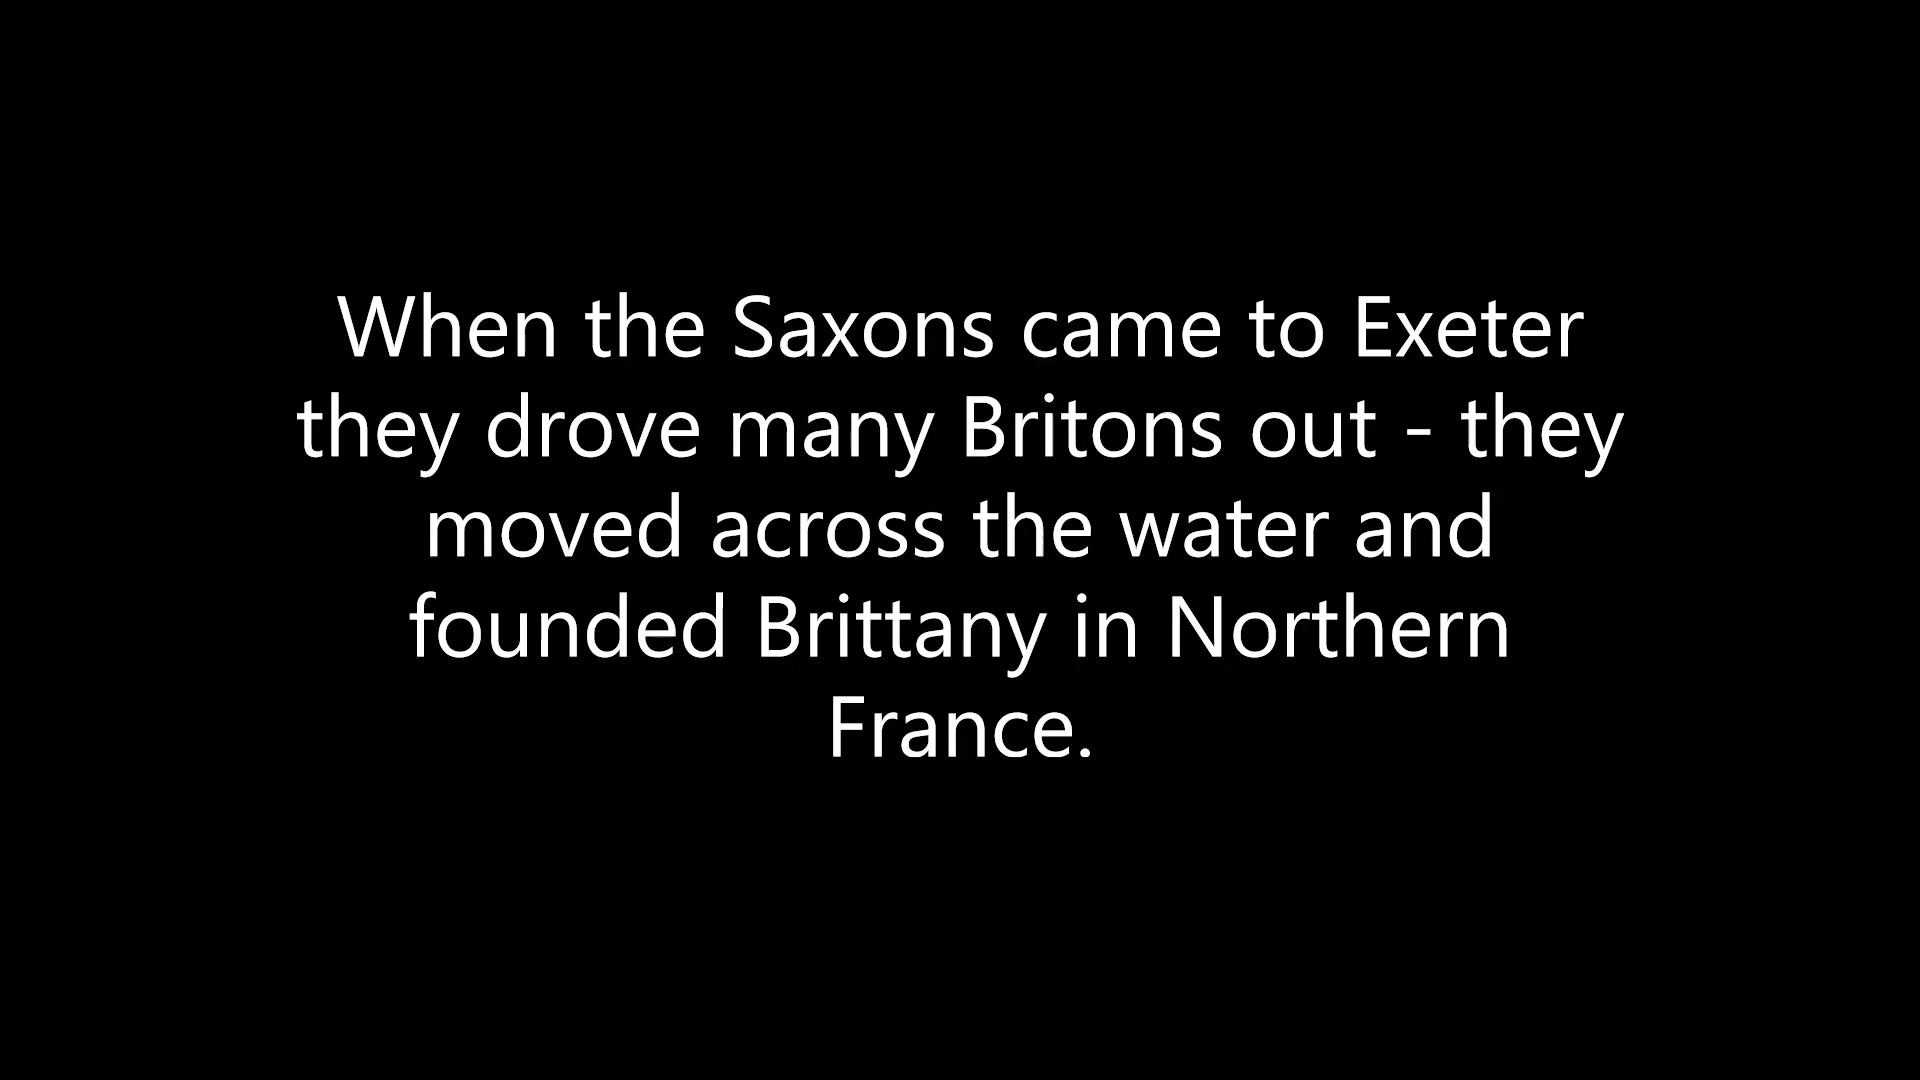 When the Saxons came to Exeter
they drove many Britons out - they
moved across the water and
founded Brittany in Northern
France.